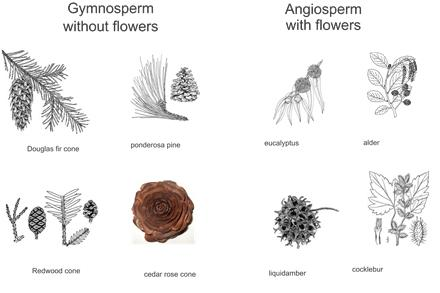 Gymnosperm
without flowers
Angiosperm
with flowers
Douglas fir cone
ponderosa pine
eucalyptus
alder
Redwood cone
cedar rose cone
liquidamber
cocklebur